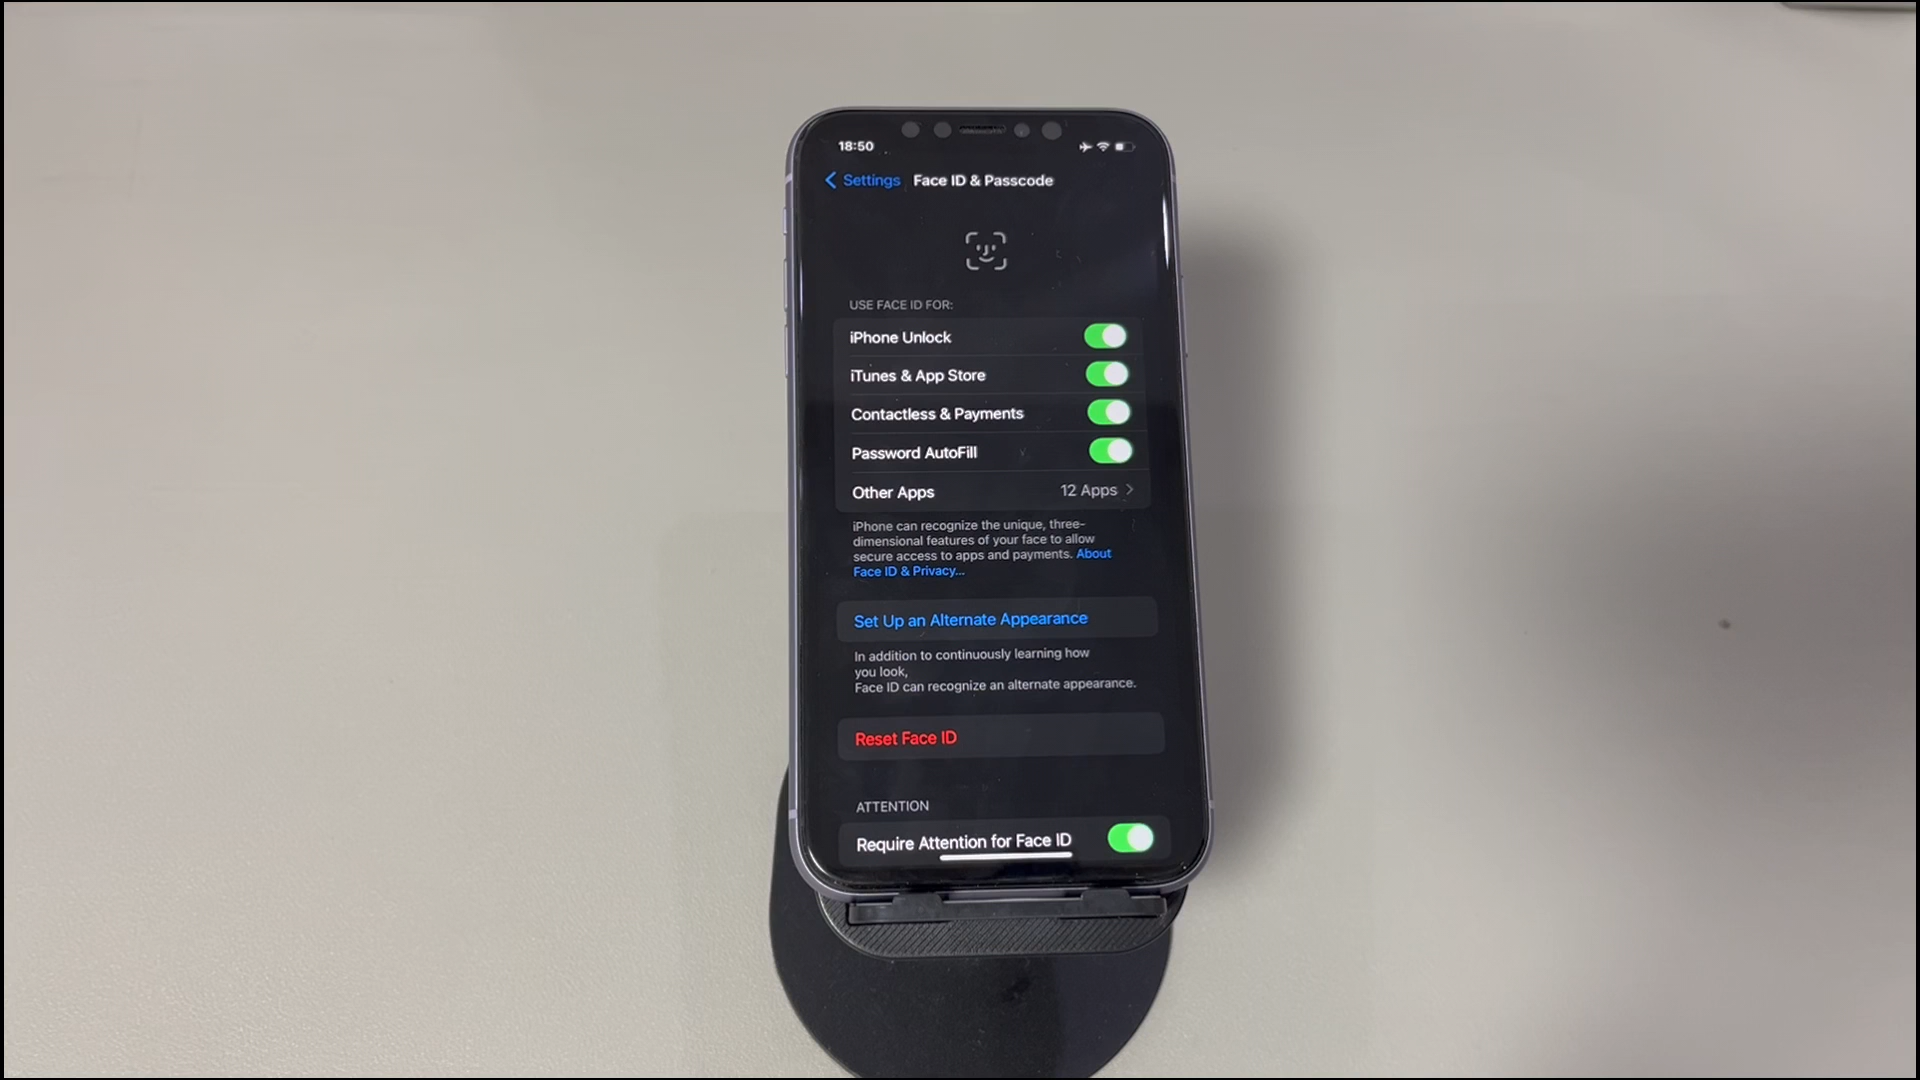 18:50
Settings Face ID & Passcode
USE FACE ID FOR:
iPhone Unlock
iTunes & App Store
Contactless & Payments
Password AutoFill
Other Apps 12 Apps
iPhone can recognize the unique, three-
dimensional features of your face to allow
secure access to apps and payments. About
Face ID & Privacy...
Set Up an Alternate Appearance
In addition to continuously learning how
you look,
Face ID can recognize an alternate appearance.
Reset Face ID
ATTENTION
Require Attention for Face ID